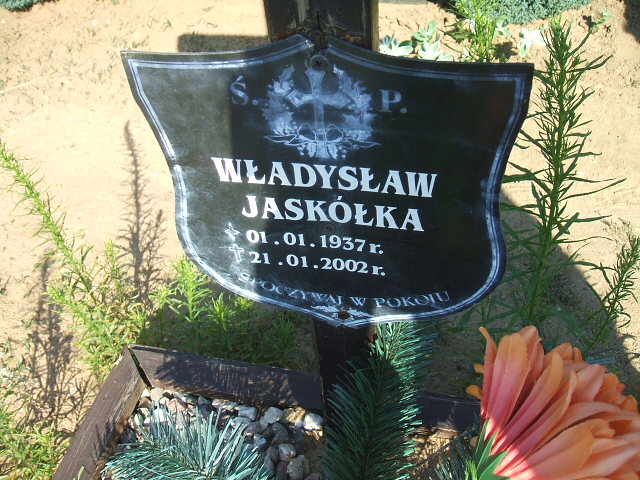 Ś. P.
WŁADYSŁAW
JASKÓŁKA
01.01.1937 r.
21.01.2002 r.
SPOCZYWAJ W POKOJU